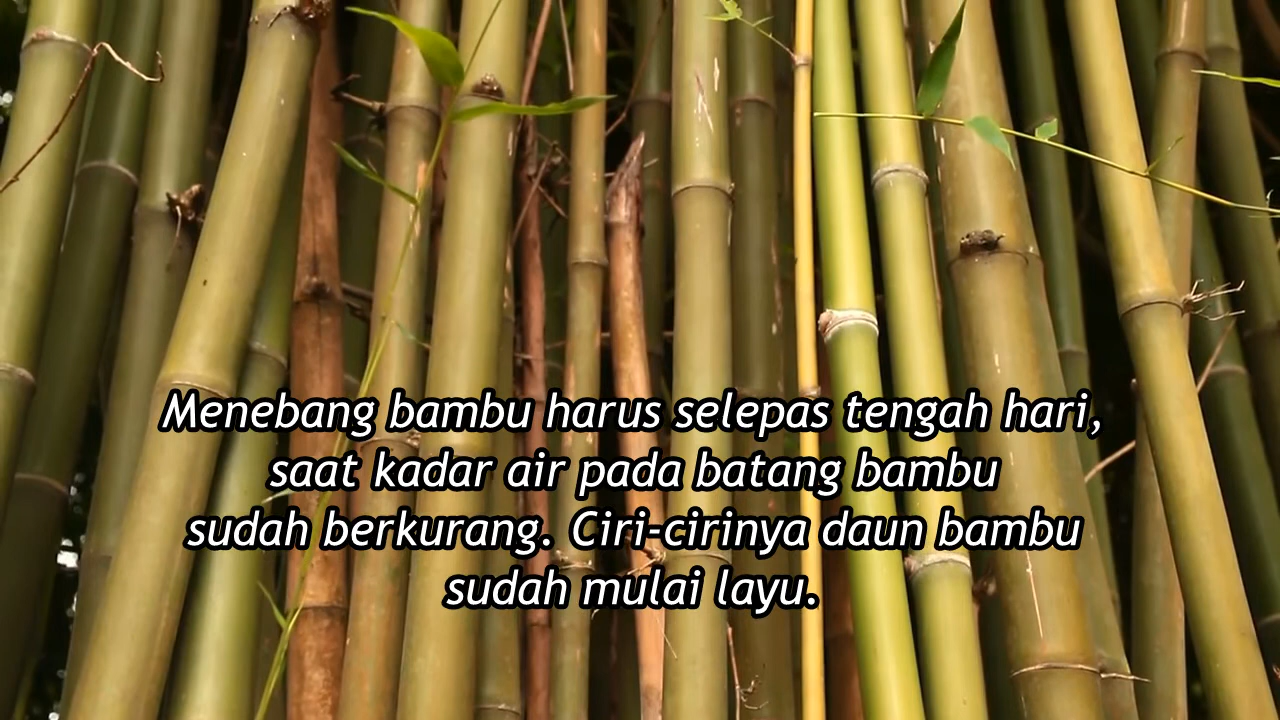 Menebang bambu harus selepas tengah hari,
saat kadar air pada batang bambu
sudah berkurang. Ciri-cirinya daun bambu
sudah mulai layu.